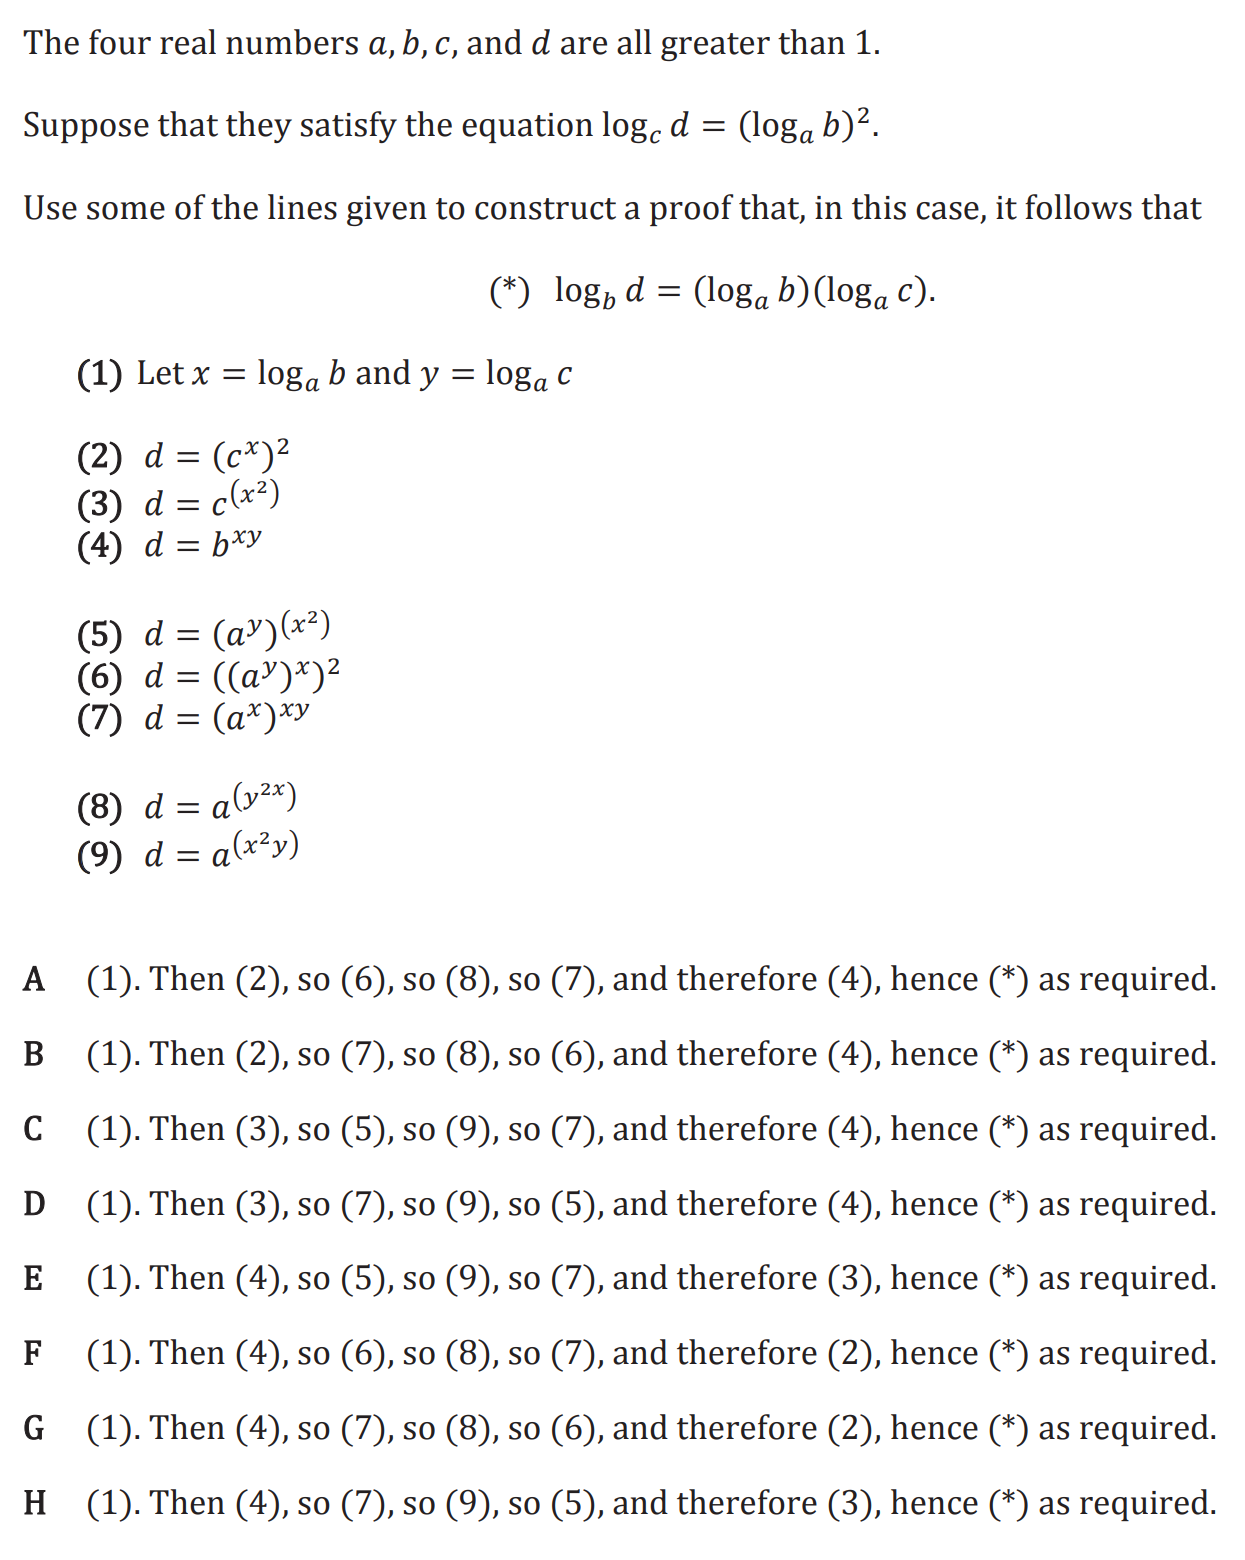 The four real numbers a, b, c, and d are all greater than 1.
Suppose that they satisfy the equation log_c d = (log_a b)².
Use some of the lines given to construct a proof that, in this case, it follows that
(*) log_b d = (log_a b)(log_a c).
(1) Let x = log_a b and y = log_a c
(2) d = (c^x)²
(3) d = c^(x²)
(4) d = b^xy
(5) d = (a^y)^(x²)
(6) d = ((a^y)^x)²
(7) d = (a^x)^xy
(8) d = a^(y^2x)
(9) d = a^(x²y)
A (1). Then (2), so (6), so (8), so (7), and therefore (4), hence (*) as required.
B (1). Then (2), so (7), so (8), so (6), and therefore (4), hence (*) as required.
C (1). Then (3), so (5), so (9), so (7), and therefore (4), hence (*) as required.
D (1). Then (3), so (7), so (9), so (5), and therefore (4), hence (*) as required.
E (1). Then (4), so (5), so (9), so (7), and therefore (3), hence (*) as required.
F (1). Then (4), so (6), so (8), so (7), and therefore (2), hence (*) as required.
G (1). Then (4), so (7), so (8), so (6), and therefore (2), hence (*) as required.
H (1). Then (4), so (7), so (9), so (5), and therefore (3), hence (*) as required.